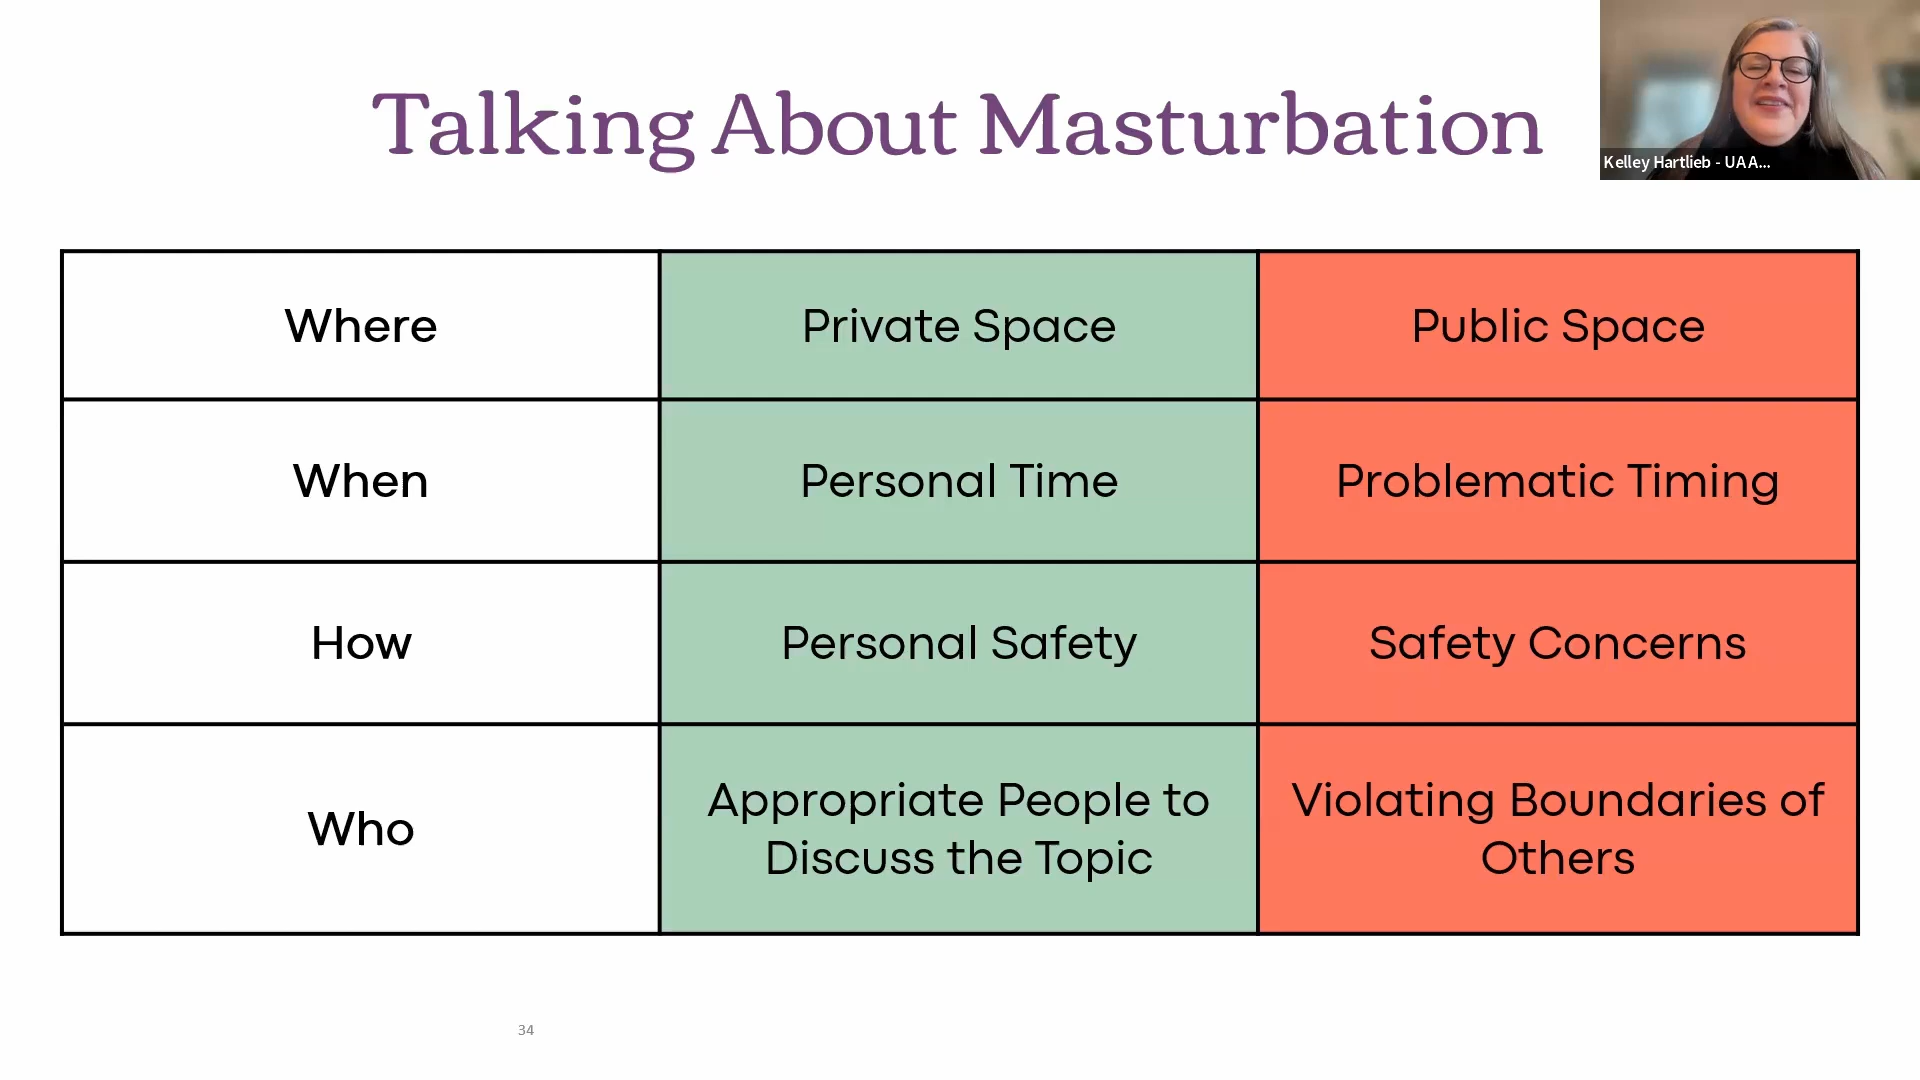 Talking About Masturbation
Kelley Hartlieb - UAA...
Where
Private Space
Public Space
When
Personal Time
Problematic Timing
How
Personal Safety
Safety Concerns
Who
Appropriate People to
Discuss the Topic
Violating Boundaries of
Others
34